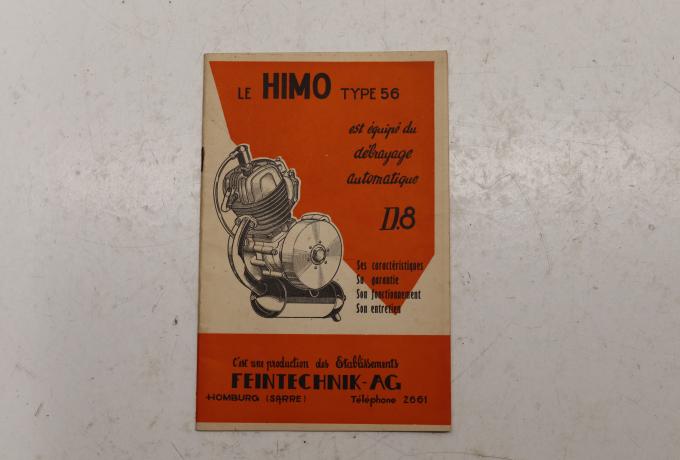 LE HIMO TYPE 56
est équipé du
débrayage
automatique
D.8
Ses caractéristiques
Sa garantie
Son fonctionnement
Son entretien
C'est une production des Etablissements
FEINTECHNIK-AG
HOMBURG (SARRE) Téléphone 2661